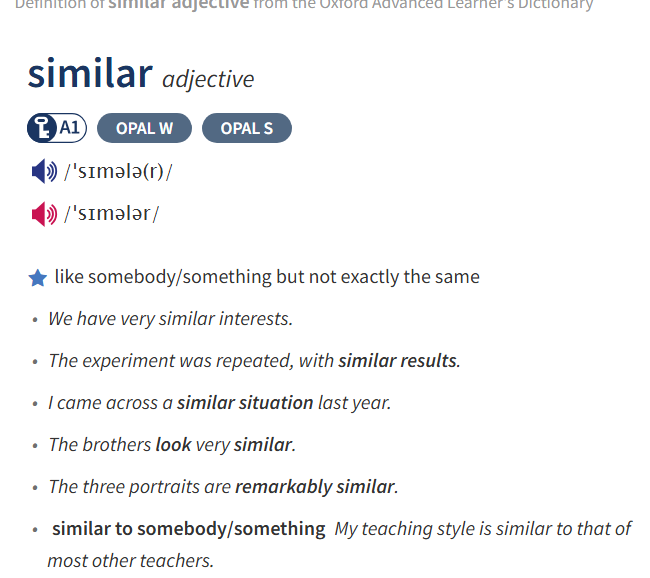 Definition of similar adjective from the Oxford Advanced Learner's Dictionary
similar adjective
A1 OPAL W OPAL S
/ˈsɪmələ(r)/
/ˈsɪmələr/
like somebody/something but not exactly the same
• We have very similar interests.
• The experiment was repeated, with similar results.
• I came across a similar situation last year.
• The brothers look very similar.
• The three portraits are remarkably similar.
• similar to somebody/something My teaching style is similar to that of
most other teachers.